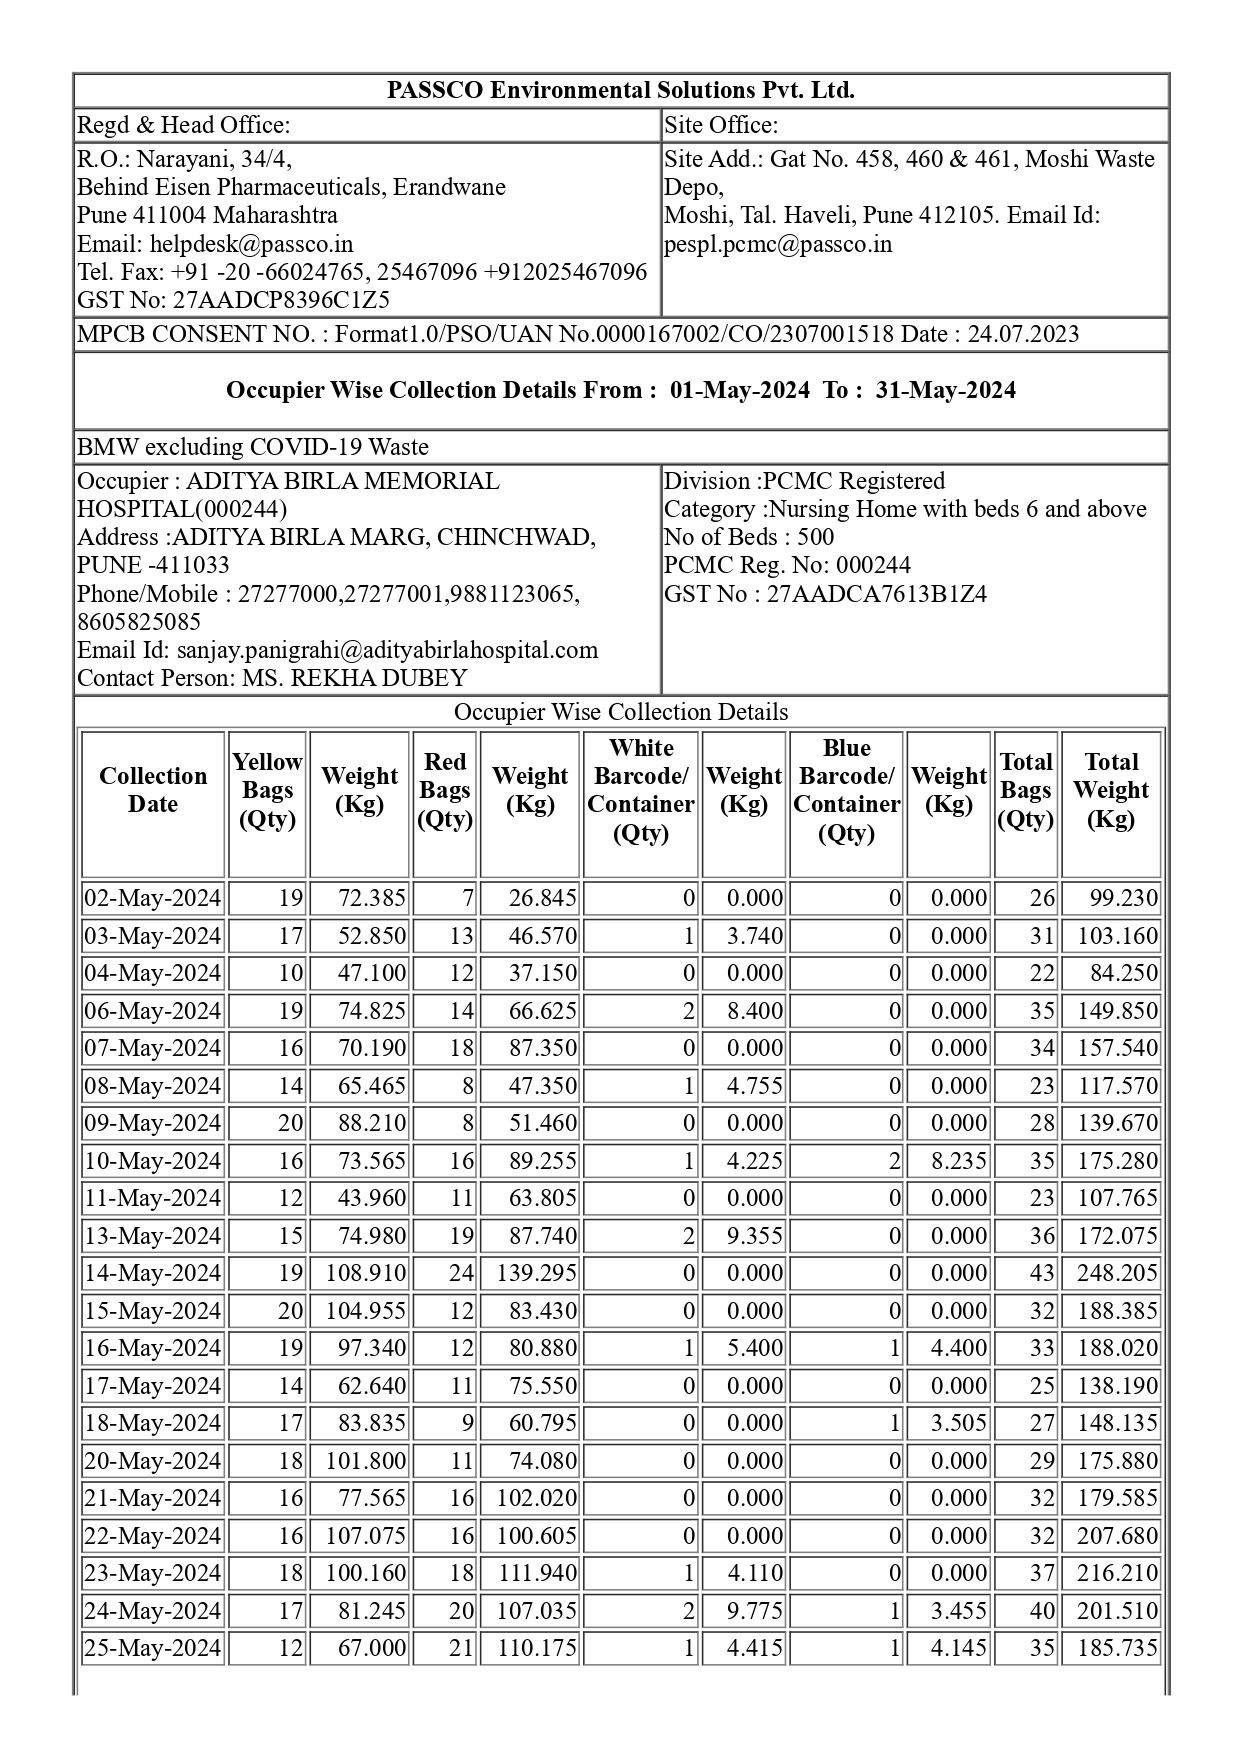 PASSCO Environmental Solutions Pvt. Ltd.
Regd & Head Office:
Site Office:
R.O.: Narayani, 34/4,
Behind Eisen Pharmaceuticals, Erandwane
Pune 411004 Maharashtra
Email: helpdesk@passco.in
Tel. Fax: +91 -20 -66024765, 25467096 +912025467096
GST No: 27AADCP8396C1Z5
Site Add.: Gat No. 458, 460 & 461, Moshi Waste
Depo,
Moshi, Tal. Haveli, Pune 412105. Email Id:
pespl.pcmc@passco.in
MPCB CONSENT NO. : Format1.0/PSO/UAN No.0000167002/CO/2307001518 Date : 24.07.2023
Occupier Wise Collection Details From : 01-May-2024 To : 31-May-2024
BMW excluding COVID-19 Waste
Occupier : ADITYA BIRLA MEMORIAL
HOSPITAL(000244)
Address :ADITYA BIRLA MARG, CHINCHWAD,
PUNE -411033
Phone/Mobile : 27277000,27277001,9881123065,
8605825085
Email Id: sanjay.panigrahi@adityabirlahospital.com
Contact Person: MS. REKHA DUBEY
Division :PCMC Registered
Category :Nursing Home with beds 6 and above
No of Beds : 500
PCMC Reg. No: 000244
GST No : 27AADCA7613B1Z4
Occupier Wise Collection Details
Collection Date Yellow Bags (Qty) Weight (Kg) Red Bags (Qty) Weight (Kg) White Barcode/ Container (Qty) Weight (Kg) Blue Barcode/ Container (Qty) Weight (Kg) Total Bags (Qty) Total Weight (Kg)
02-May-2024 19 72.385 7 26.845 0 0.000 0 0.000 26 99.230
03-May-2024 17 52.850 13 46.570 1 3.740 0 0.000 31 103.160
04-May-2024 10 47.100 12 37.150 0 0.000 0 0.000 22 84.250
06-May-2024 19 74.825 14 66.625 2 8.400 0 0.000 35 149.850
07-May-2024 16 70.190 18 87.350 0 0.000 0 0.000 34 157.540
08-May-2024 14 65.465 8 47.350 1 4.755 0 0.000 23 117.570
09-May-2024 20 88.210 8 51.460 0 0.000 0 0.000 28 139.670
10-May-2024 16 73.565 16 89.255 1 4.225 2 8.235 35 175.280
11-May-2024 12 43.960 11 63.805 0 0.000 0 0.000 23 107.765
13-May-2024 15 74.980 19 87.740 2 9.355 0 0.000 36 172.075
14-May-2024 19 108.910 24 139.295 0 0.000 0 0.000 43 248.205
15-May-2024 20 104.955 12 83.430 0 0.000 0 0.000 32 188.385
16-May-2024 19 97.340 12 80.880 1 5.400 1 4.400 33 188.020
17-May-2024 14 62.640 11 75.550 0 0.000 0 0.000 25 138.190
18-May-2024 17 83.835 9 60.795 0 0.000 1 3.505 27 148.135
20-May-2024 18 101.800 11 74.080 0 0.000 0 0.000 29 175.880
21-May-2024 16 77.565 16 102.020 0 0.000 0 0.000 32 179.585
22-May-2024 16 107.075 16 100.605 0 0.000 0 0.000 32 207.680
23-May-2024 18 100.160 18 111.940 1 4.110 0 0.000 37 216.210
24-May-2024 17 81.245 20 107.035 2 9.775 1 3.455 40 201.510
25-May-2024 12 67.000 21 110.175 1 4.415 1 4.145 35 185.735